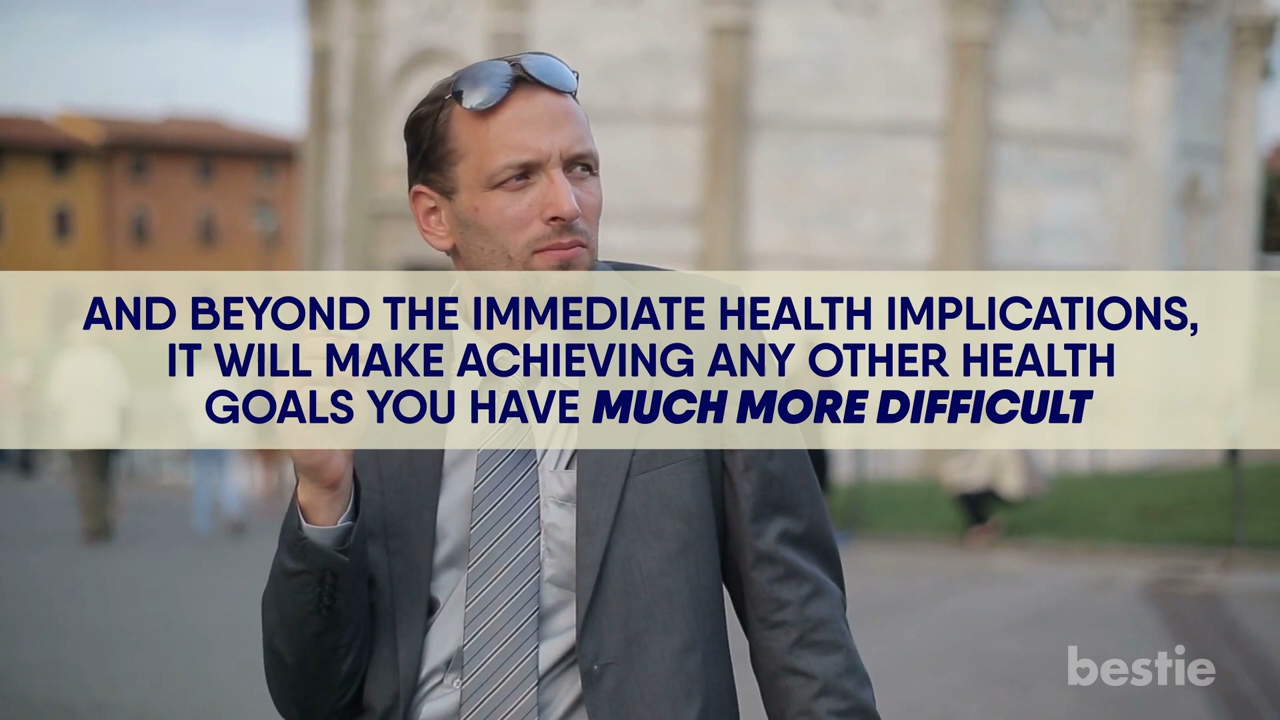 AND BEYOND THE IMMEDIATE HEALTH IMPLICATIONS,
IT WILL MAKE ACHIEVING ANY OTHER HEALTH
GOALS YOU HAVE MUCH MORE DIFFICULT
bestie